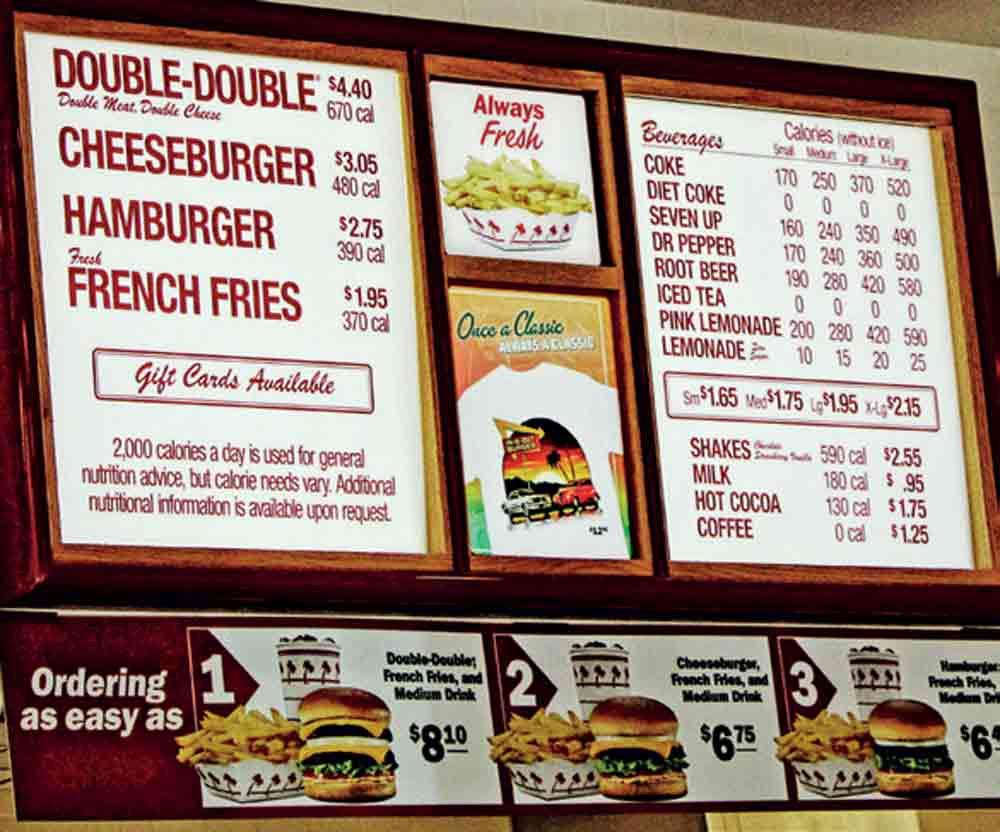 DOUBLE-DOUBLE® $4.40
Double Meat, Double Cheese 670 cal
CHEESEBURGER $3.05
480 cal
HAMBURGER $2.75
390 cal
Fresh
FRENCH FRIES $1.95
370 cal
Gift Cards Available
2,000 calories a day is used for general
nutrition advice, but calorie needs vary. Additional
nutritional information is available upon request.
Always
Fresh
Once a Classic
ALWAYS A CLASSIC
IN-N-OUT
BURGER
Beverages Calories (without ice)
Small Medium Large X-Large
COKE 170 250 370 520
DIET COKE 0 0 0 0
SEVEN UP 160 240 350 490
DR PEPPER 170 240 360 500
ROOT BEER 190 280 420 580
ICED TEA 0 0 0 0
PINK LEMONADE 200 280 420 590
LEMONADE 10 15 20 25
Sm $1.65 Med $1.75 Lg $1.95 X-Lg $2.15
SHAKES Chocolate Strawberry Vanilla 590 cal $2.55
MILK 180 cal $ .95
HOT COCOA 130 cal $1.75
COFFEE 0 cal $1.25
Ordering
as easy as
1
Double-Double,
French Fries, and
Medium Drink
$8.10
2
Cheeseburger,
French Fries, and
Medium Drink
$6.75
3
Hamburger
French Fries,
Medium
$6